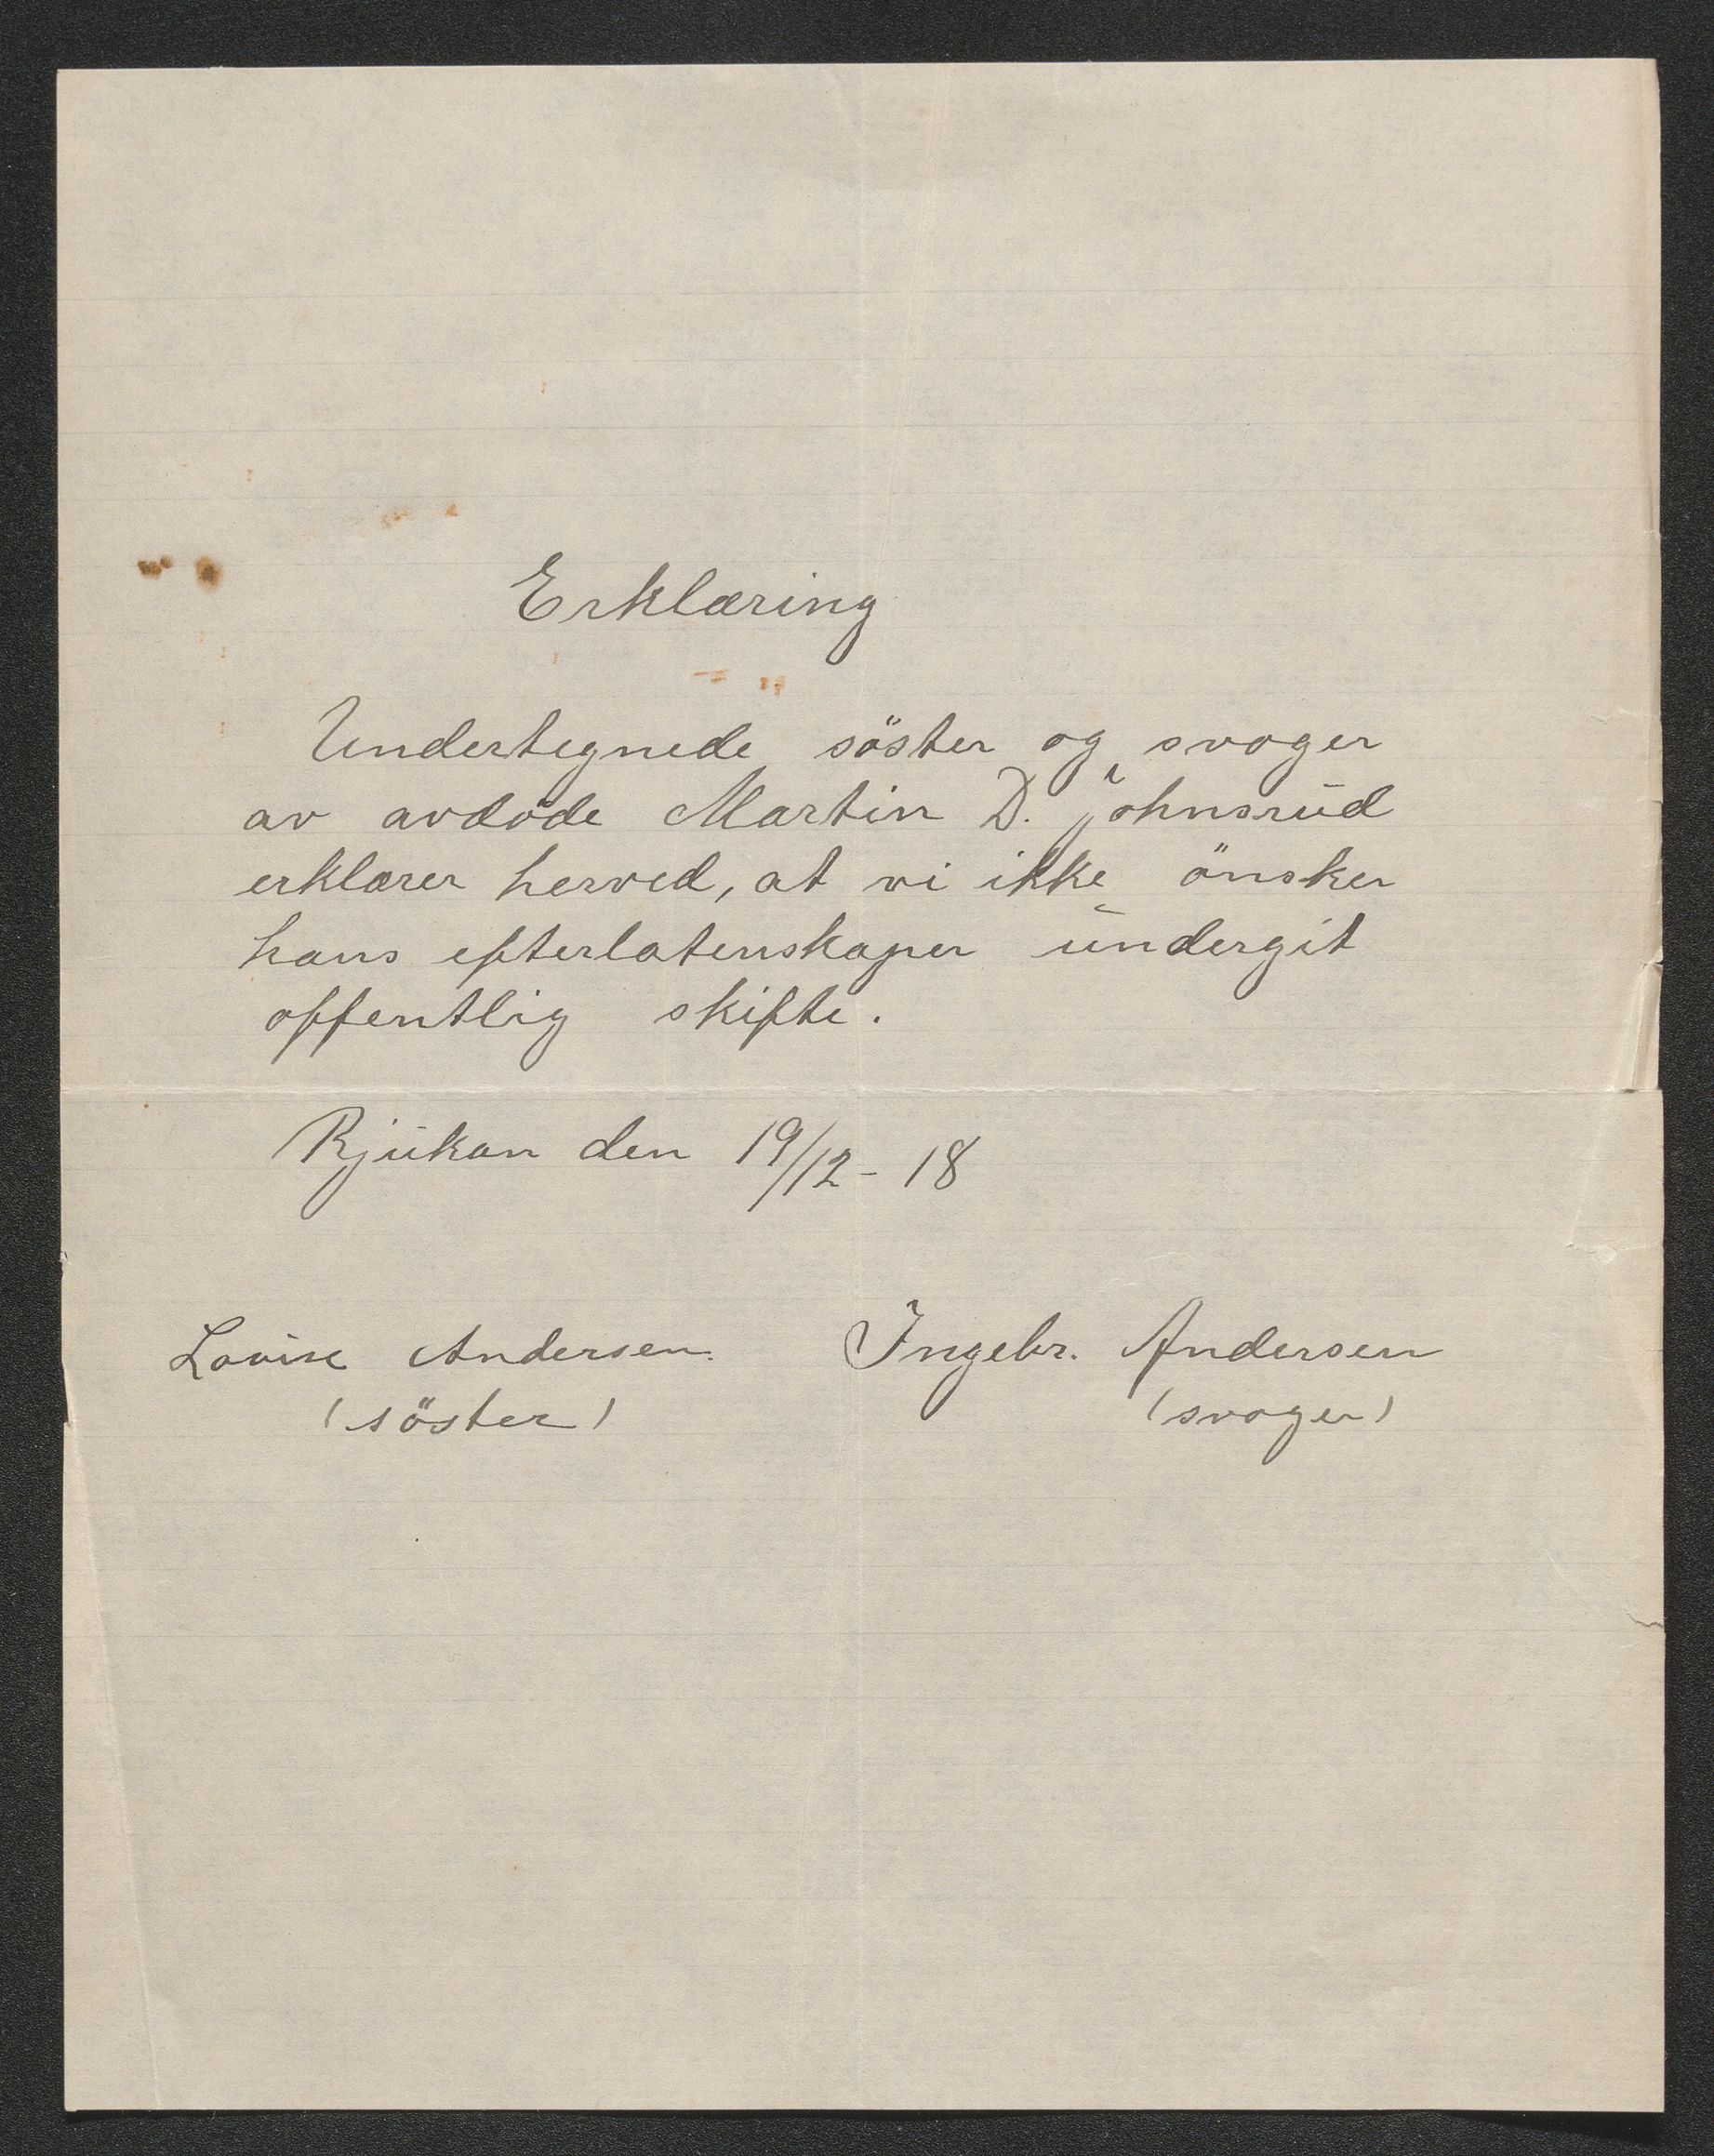 Erklæring
Undertegnede söster og svoger
av avdöde Martin D. Johnsrud
erklærer herved, at vi ikke önsker
hans efterlatenskaper undergit
offentlig skifte.
Rjukan den 19/12 - 18
Lovise Andersen. Ingebr. Andersen
(söster) (svoger)